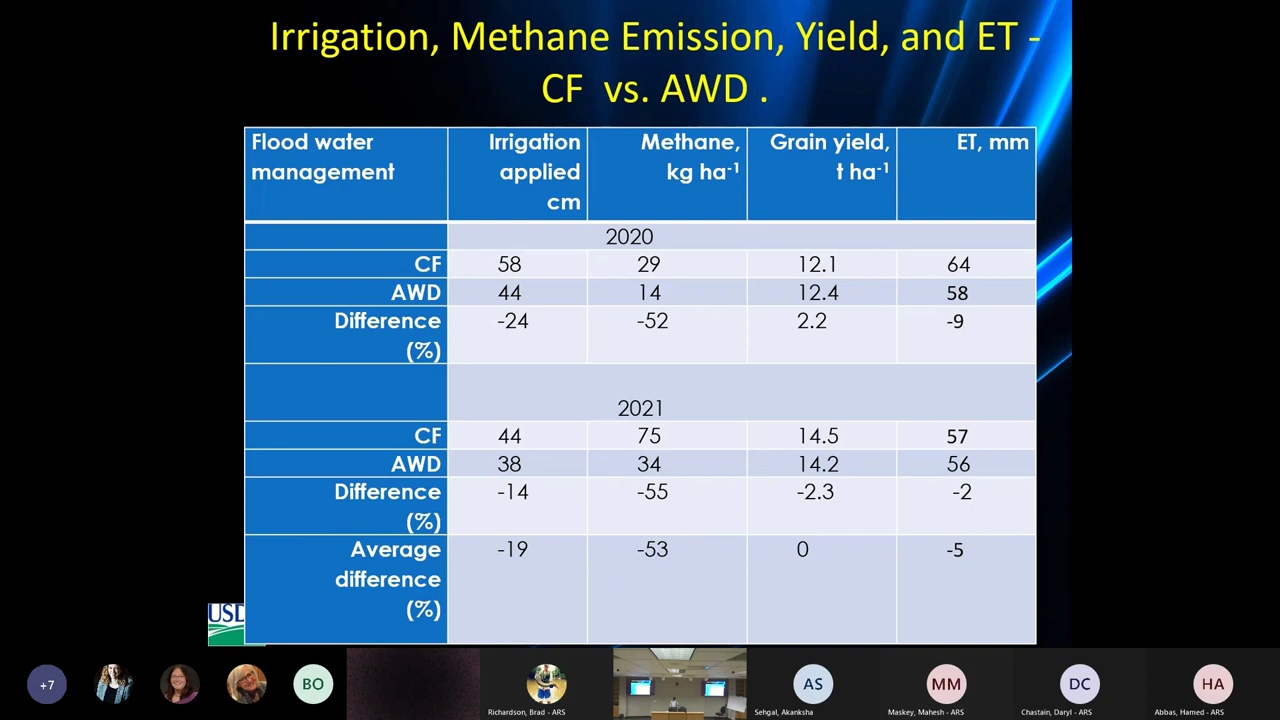 Irrigation, Methane Emission, Yield, and ET -
CF vs. AWD .
Flood water management | Irrigation applied cm | Methane, kg ha-1 | Grain yield, t ha-1 | ET, mm
2020
CF 58 29 12.1 64
AWD 44 14 12.4 58
Difference (%) -24 -52 2.2 -9
2021
CF 44 75 14.5 57
AWD 38 34 14.2 56
Difference (%) -14 -55 -2.3 -2
Average difference (%) -19 -53 0 -5
USD
+7
BO
Richardson, Brad - ARS
AS
Sehgal, Akanksha
MM
Maskey, Mahesh - ARS
DC
Chastain, Daryl - ARS
HA
Abbas, Hamed - ARS